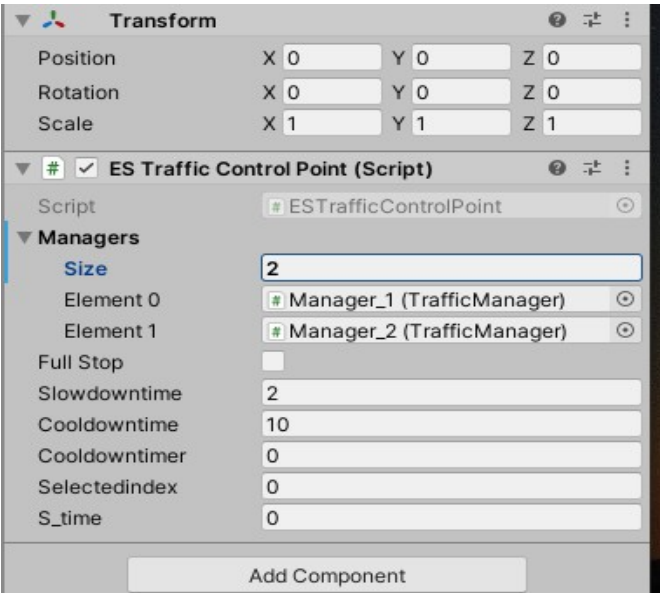 Transform
Position X 0 Y 0 Z 0
Rotation X 0 Y 0 Z 0
Scale X 1 Y 1 Z 1
# ES Traffic Control Point (Script)
Script # ESTrafficControlPoint
Managers
Size 2
Element 0 # Manager_1 (TrafficManager)
Element 1 # Manager_2 (TrafficManager)
Full Stop
Slowdowntime 2
Cooldowntime 10
Cooldowntimer 0
Selectedindex 0
S_time 0
Add Component